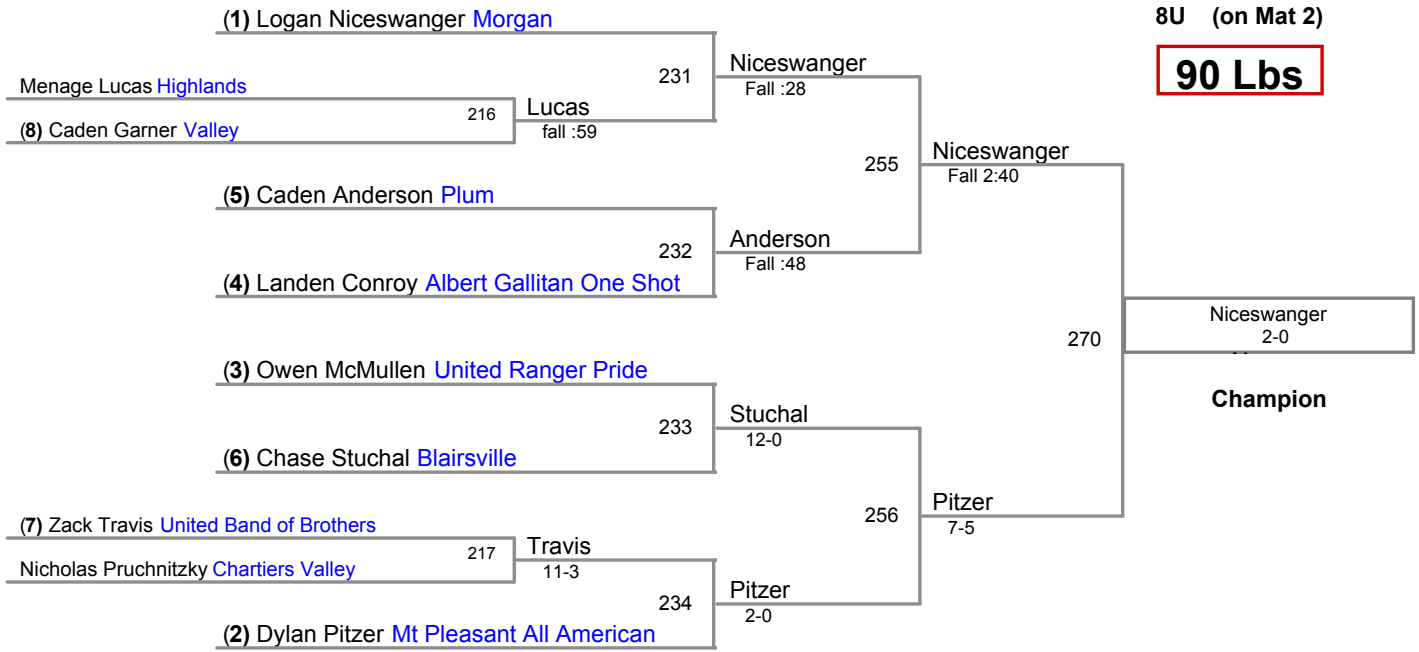 (1) Logan Niceswanger Morgan
8U (on Mat 2)
90 Lbs
231
Niceswanger
Fall :28
Menage Lucas Highlands
216
Lucas
fall :59
(8) Caden Garner Valley
255
Niceswanger
Fall 2:40
(5) Caden Anderson Plum
232
Anderson
Fall :48
(4) Landen Conroy Albert Gallitan One Shot
270
Niceswanger
2-0
Champion
(3) Owen McMullen United Ranger Pride
233
Stuchal
12-0
(6) Chase Stuchal Blairsville
256
Pitzer
7-5
(7) Zack Travis United Band of Brothers
217
Travis
11-3
Nicholas Pruchnitzky Chartiers Valley
234
Pitzer
2-0
(2) Dylan Pitzer Mt Pleasant All American